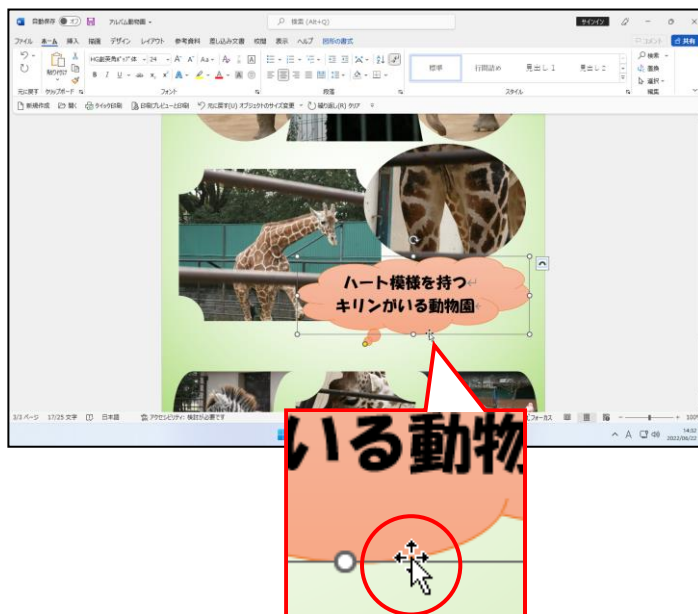 自動保存 オフ アルバム動物園 検索 (Alt+Q) サインイン
ファイル ホーム 挿入 描画 デザイン レイアウト 参考資料 差し込み文書 校閲 表示 ヘルプ 図形の書式 コメント 共有
貼り付け HG創英角ﾎﾟｯﾌﾟ体 24 標準 行間詰め 見出し 1 見出し 2 検索 置換 選択
元に戻す クリップボード フォント 段落 スタイル 編集
新規作成 開く クイック印刷 印刷プレビューと印刷 元に戻す(U) オブジェクトのサイズ変更 繰り返し(R) クリア
ハート模様を持つ
キリンがいる動物園
3/3 ページ 17/25 文字 日本語 アクセシビリティ: 検討が必要です フォーカス 100%
A 14:32
2022/06/22
いる動物